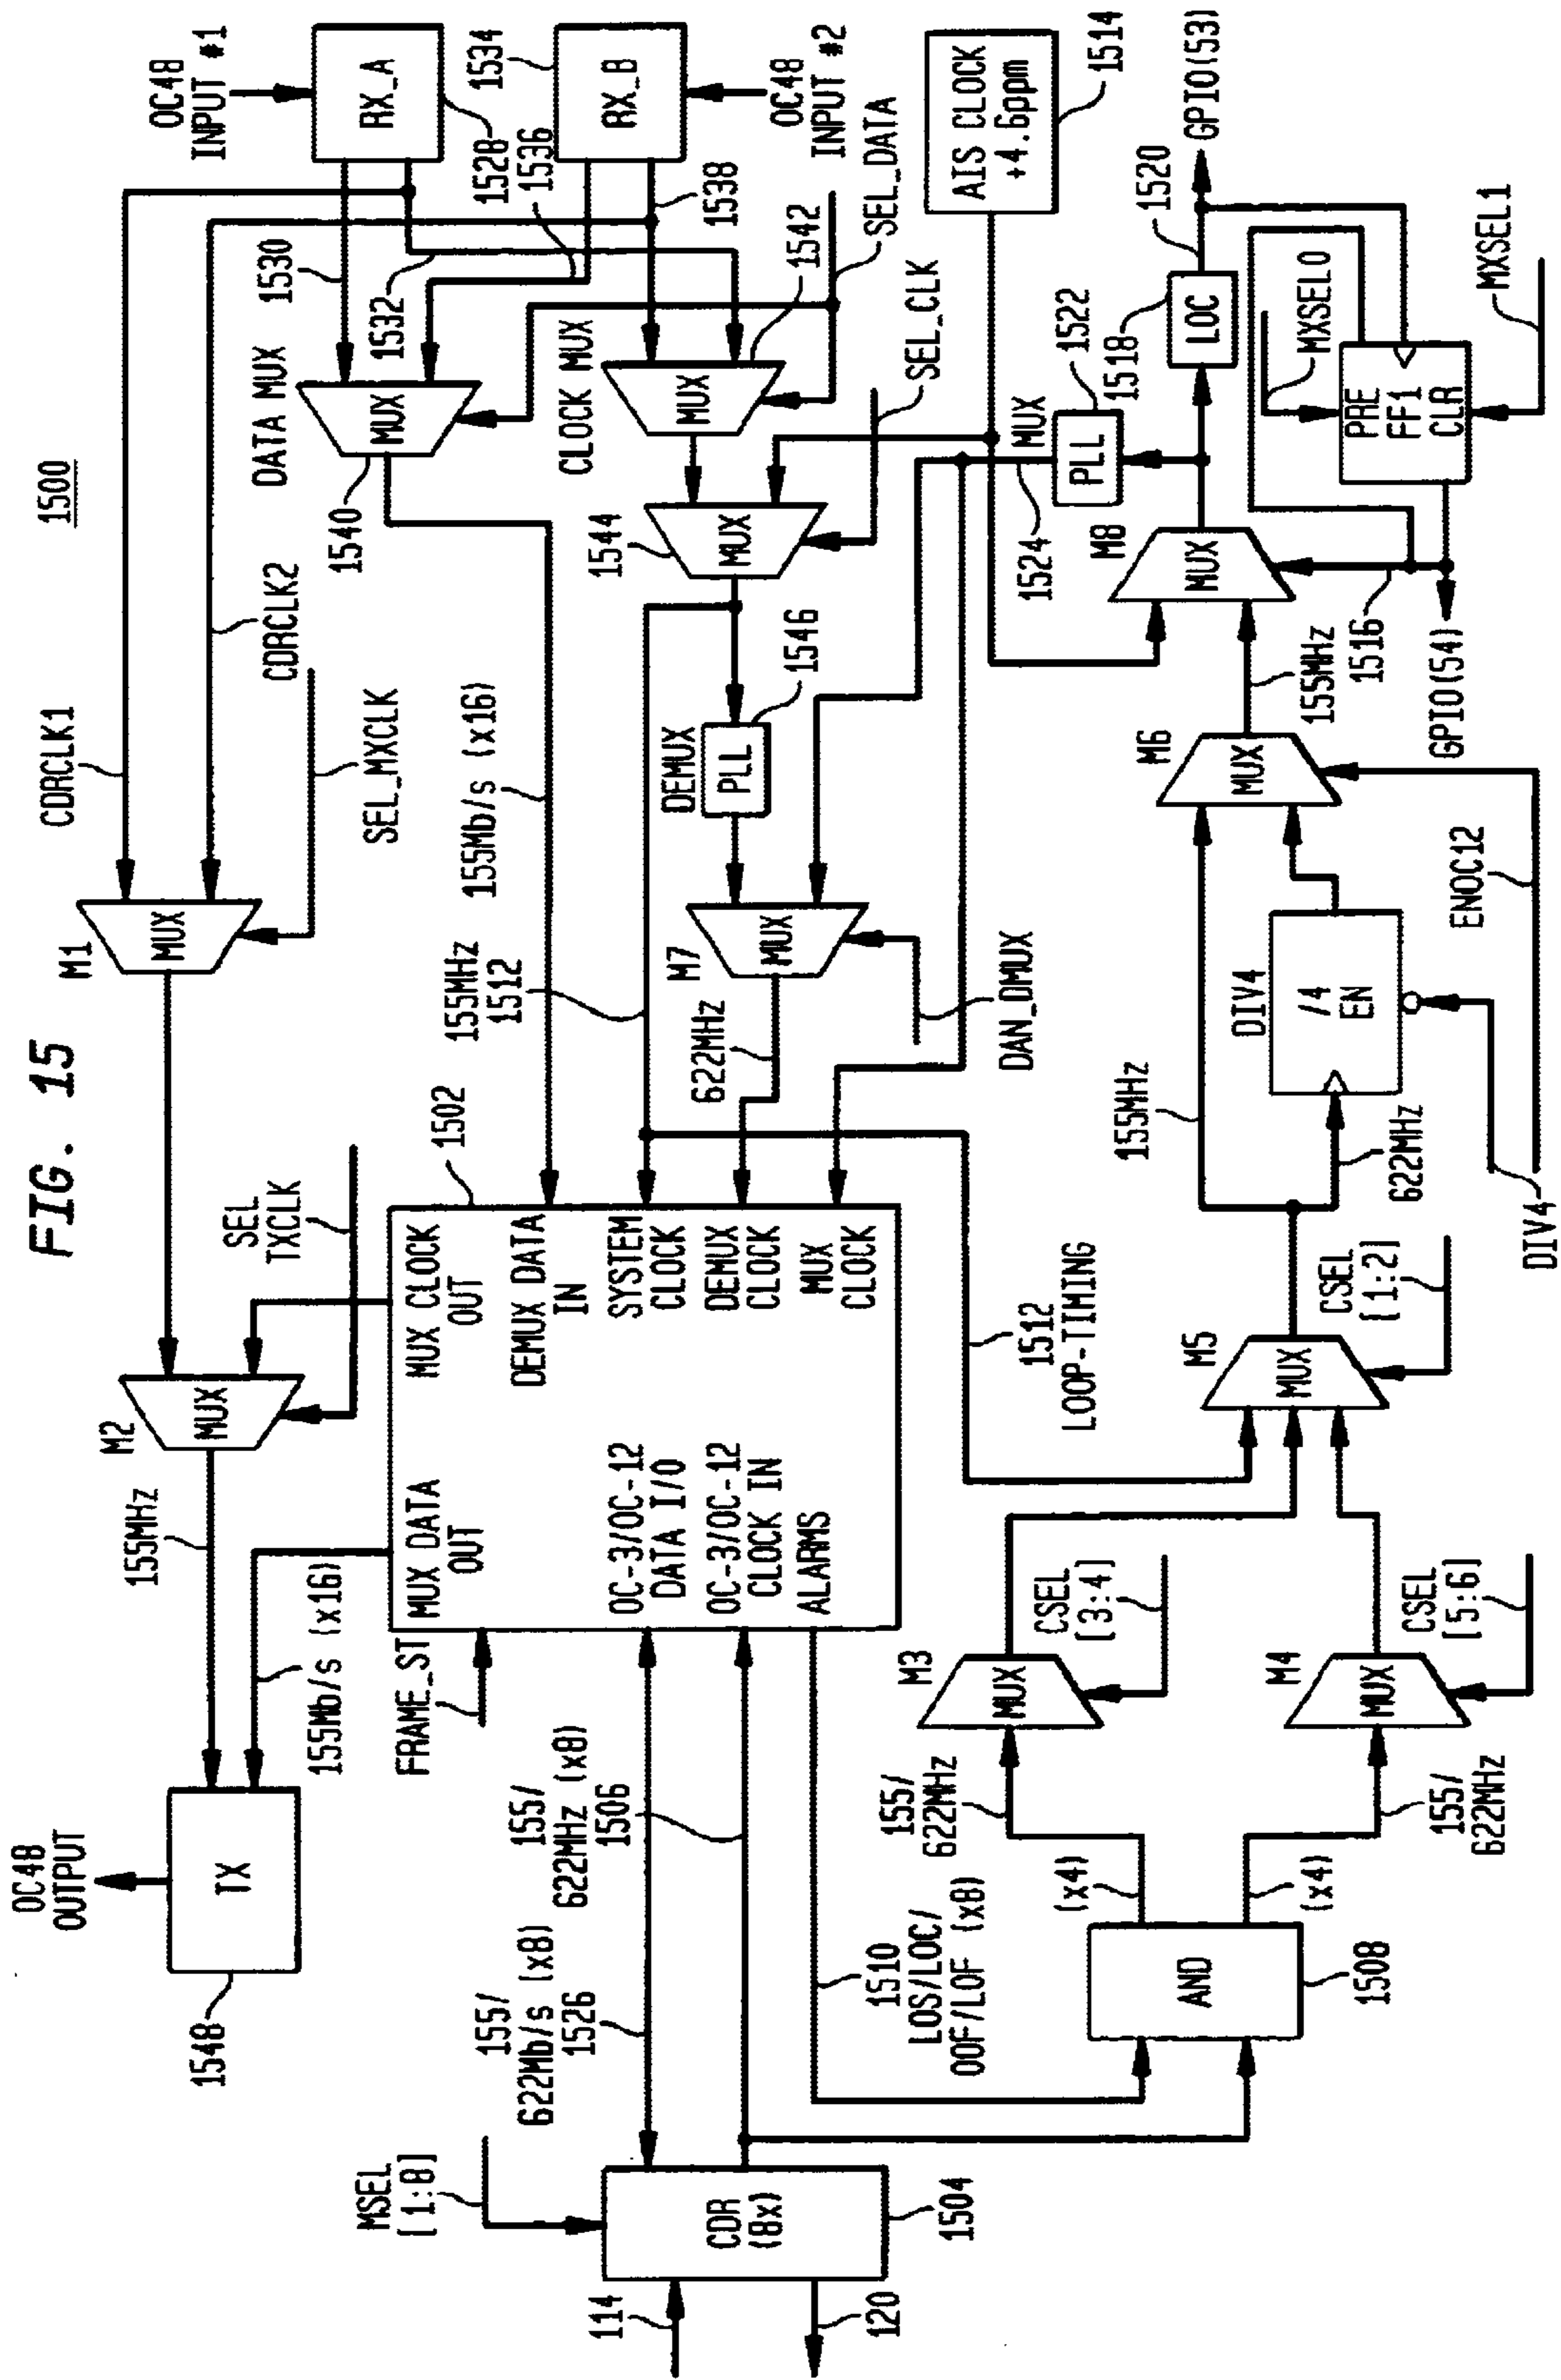 FIG. 15
1500
OC48
OUTPUT
TX
1548
155MHz
155Mb/s (x16)
M2
MUX
SEL
TXCLK
M1
MUX
CDRCLK1
CDRCLK2
SEL_MXCLK
OC48
INPUT #1
RX_A
1528
1530
1532
RX_B
1534
1536
1538
OC48
INPUT #2
DATA MUX
MUX
1540
CLOCK MUX
MUX
1542
SEL_DATA
1544
MUX
SEL_CLK
155Mb/s (x16)
155MHz
1512
DEMUX
PLL
1546
M7
MUX
622MHz
DAN_DMUX
1502
MUX DATA
OUT
MUX CLOCK
OUT
DEMUX DATA
IN
SYSTEM
CLOCK
DEMUX
CLOCK
MUX
CLOCK
OC-3/OC-12
DATA I/O
OC-3/OC-12
CLOCK IN
ALARMS
FRAME_ST
MSEL
[1:8]
CDR
(8x)
1504
114
120
155/
622Mb/s (x8)
1526
155/
622MHz (x8)
1506
1510
LOS/LOC/
OOF/LOF (x8)
AND
1508
(x4)
(x4)
155/
622MHz
155/
622MHz
M3
MUX
CSEL
[3:4]
M4
MUX
CSEL
[5:6]
1512
LOOP-TIMING
M5
MUX
CSEL
[1:2]
155MHz
622MHz
DIV4
/4
EN
DIV4
ENOC12
M6
MUX
155MHz
M8
MUX
1516
GPIO(54)
1524
MUX
PLL
1522
1518
LOC
1520
GPIO(53)
AIS CLOCK
+4.6ppm
1514
MXSEL0
PRE
FF1
CLR
MXSEL1